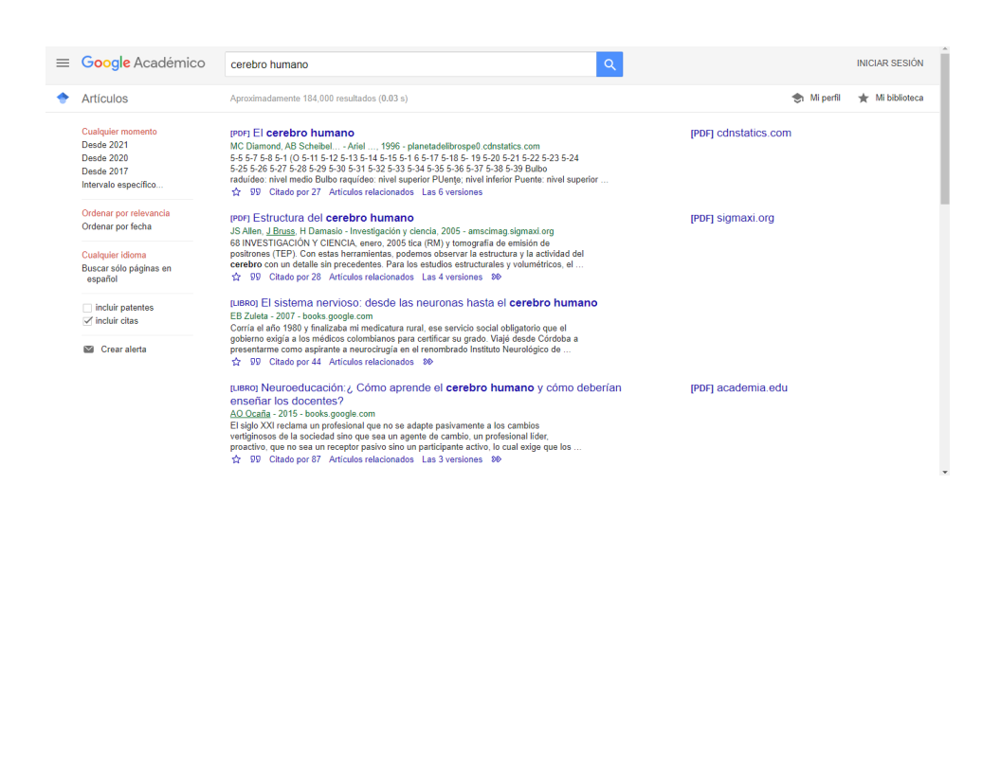 Google Académico
cerebro humano
INICIAR SESIÓN
Artículos
Aproximadamente 184,000 resultados (0.03 s)
Mi perfil
Mi biblioteca
Cualquier momento
Desde 2021
Desde 2020
Desde 2017
Intervalo específico...
Ordenar por relevancia
Ordenar por fecha
Cualquier idioma
Buscar sólo páginas en
español
incluir patentes
incluir citas
Crear alerta
[PDF] El cerebro humano
MC Diamond, AB Scheibel... - Ariel ..., 1996 - planetadelibrospe0.cdnstatics.com
5-5 5-7 5-8 5-1 (O 5-11 5-12 5-13 5-14 5-15 5-1 6 5-17 5-18 5- 19 5-20 5-21 5-22 5-23 5-24
5-25 5-26 5-27 5-28 5-29 5-30 5-31 5-32 5-33 5-34 5-35 5-36 5-37 5-38 5-39 Bulbo
raduídeo: nivel medio Bulbo raquídeo: nivel superior PUenţe; nivel inferior Puente: nivel superior ...
Citado por 27 Artículos relacionados Las 6 versiones
[PDF] cdnstatics.com
[PDF] Estructura del cerebro humano
JS Allen, J Bruss, H Damasio - Investigación y ciencia, 2005 - amscimag.sigmaxi.org
68 INVESTIGACIÓN Y CIENCIA, enero, 2005 tica (RM) y tomografía de emisión de
positrones (TEP). Con estas herramientas, podemos observar la estructura y la actividad del
cerebro con un detalle sin precedentes. Para los estudios estructurales y volumétricos, el ...
Citado por 28 Artículos relacionados Las 4 versiones
[PDF] sigmaxi.org
[LIBRO] El sistema nervioso: desde las neuronas hasta el cerebro humano
EB Zuleta - 2007 - books.google.com
Corría el año 1980 y finalizaba mi medicatura rural, ese servicio social obligatorio que el
gobierno exigía a los médicos colombianos para certificar su grado. Viajé desde Córdoba a
presentarme como aspirante a neurocirugía en el renombrado Instituto Neurológico de ...
Citado por 44 Artículos relacionados
[LIBRO] Neuroeducación:¿ Cómo aprende el cerebro humano y cómo deberían
enseñar los docentes?
AO Ocaña - 2015 - books.google.com
El siglo XXI reclama un profesional que no se adapte pasivamente a los cambios
vertiginosos de la sociedad sino que sea un agente de cambio, un profesional líder,
proactivo, que no sea un receptor pasivo sino un participante activo, lo cual exige que los ...
Citado por 87 Artículos relacionados Las 3 versiones
[PDF] academia.edu